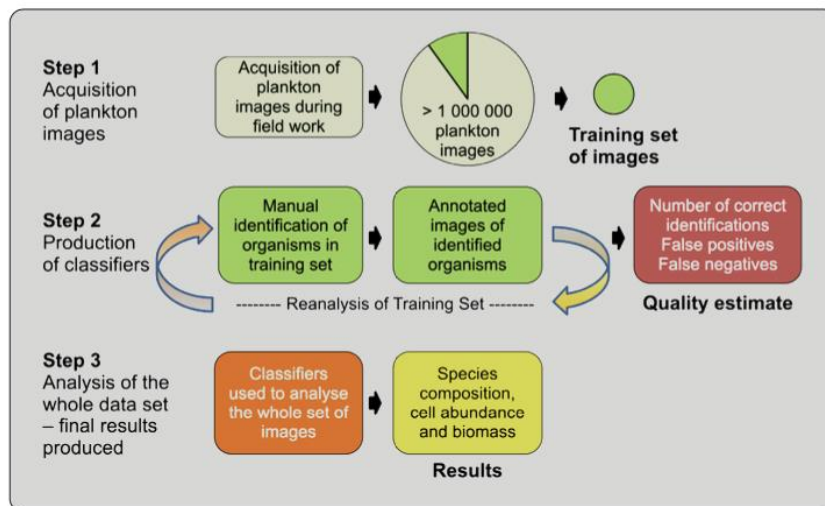 Step 1
Acquisition
of plankton
images
Acquisition of
plankton
images during
field work
> 1 000 000
plankton
images
Training set
of images
Step 2
Production
of classifiers
Manual
identification of
organisms in
training set
Annotated
images of
identified
organisms
Number of correct
identifications
False positives
False negatives
-------- Reanalysis of Training Set --------
Quality estimate
Step 3
Analysis of the
whole data set
– final results
produced
Classifiers
used to analyse
the whole set of
images
Species
composition,
cell abundance
and biomass
Results